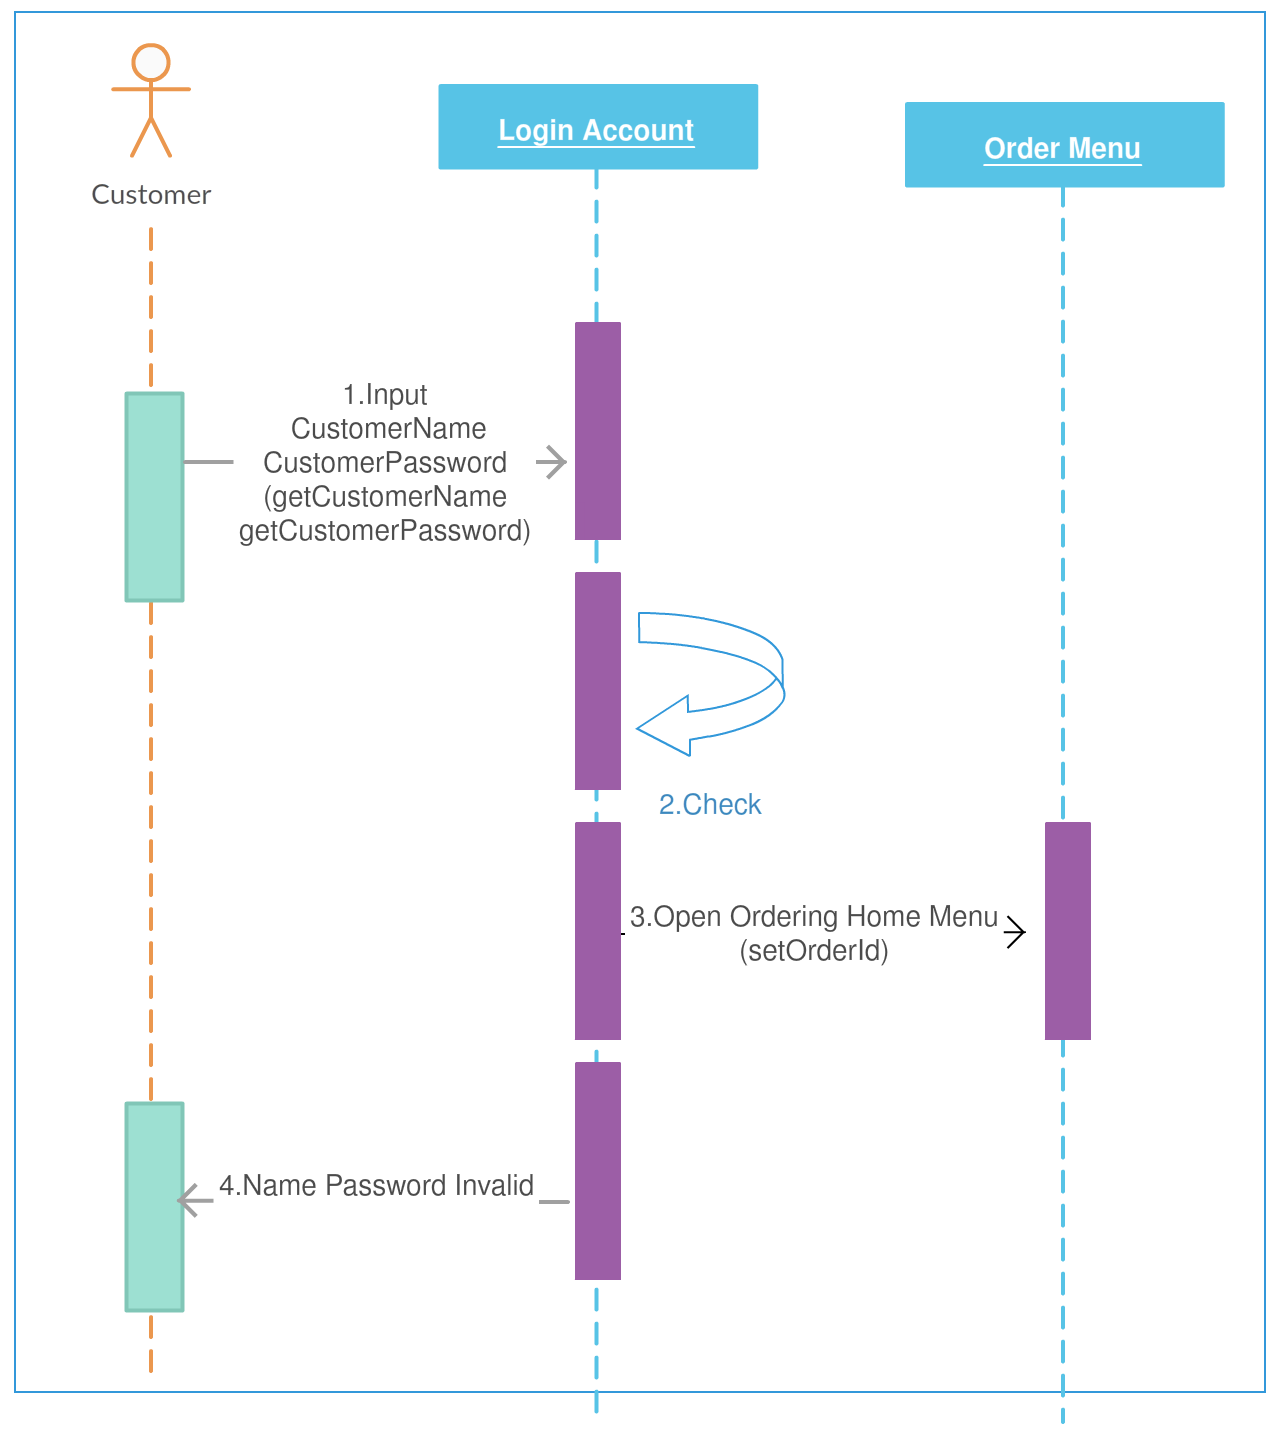 Login Account
Order Menu
Customer
1.Input
CustomerName
CustomerPassword
(getCustomerName
getCustomerPassword)
2.Check
3.Open Ordering Home Menu
(setOrderId)
4.Name Password Invalid